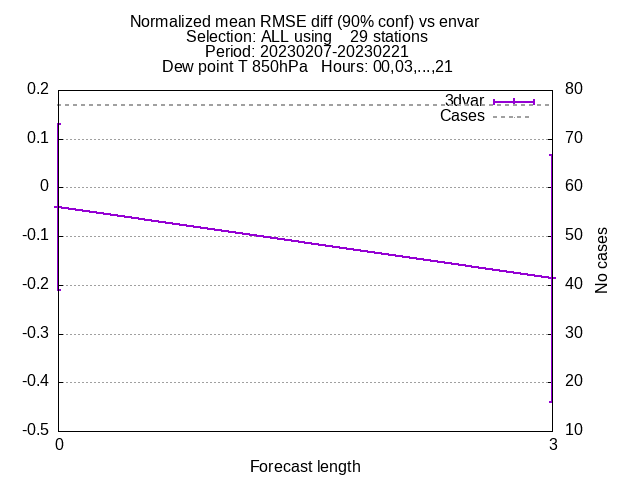 Normalized mean RMSE diff (90% conf) vs envar
Selection: ALL using    29 stations
Period: 20230207-20230221
Dew point T 850hPa   Hours: 00,03,...,21
3dvar
Cases
0.2
0.1
0
-0.1
-0.2
-0.3
-0.4
-0.5
80
70
60
50
40
30
20
10
No cases
0
3
Forecast length